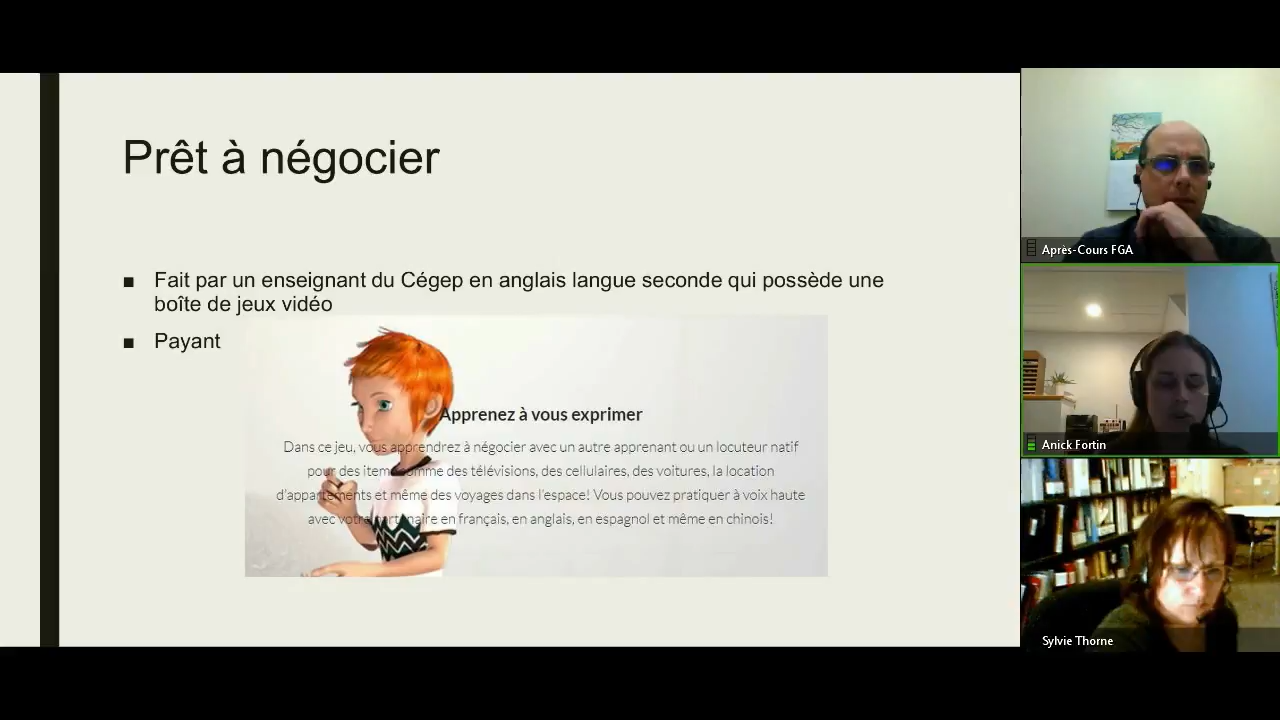 Prêt à négocier
Fait par un enseignant du Cégep en anglais langue seconde qui possède une
boîte de jeux vidéo
Payant
Apprenez à vous exprimer
Dans ce jeu, vous apprendrez à négocier avec un autre apprenant ou un locuteur natif
pour des items comme des télévisions, des cellulaires, des voitures, la location
d'appartements et même des voyages dans l'espace! Vous pouvez pratiquer à voix haute
avec votre partenaire en français, en anglais, en espagnol et même en chinois!
Après-Cours FGA
Anick Fortin
Sylvie Thorne